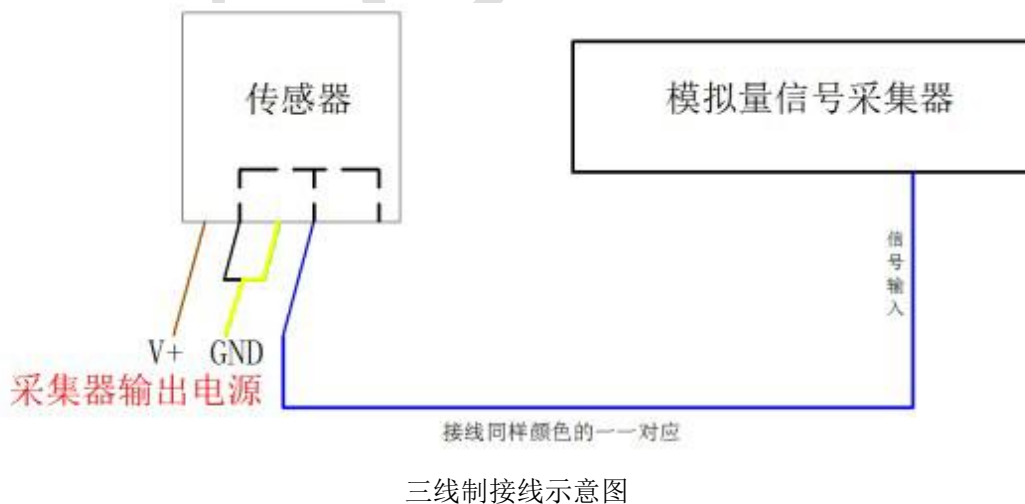 传感器
模拟量信号采集器
信号输入
V+ GND
采集器输出电源
接线同样颜色的一一对应
三线制接线示意图